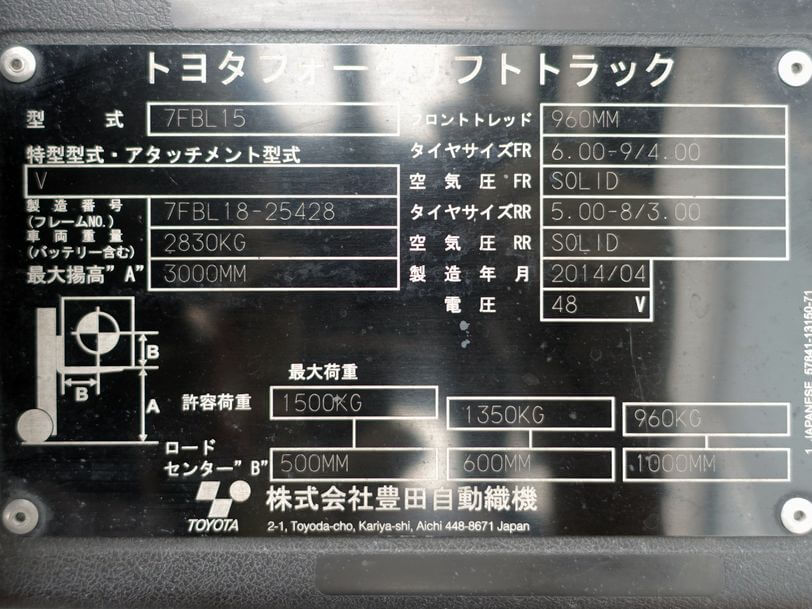 トヨタフォークリフトトラック
型 式 7FBL15
フロントトレッド 960MM
特型型式・アタッチメント型式
V
タイヤサイズFR 6.00-9/4.00
空気圧 FR SOLID
製造番号 (フレームNO.) 7FBL18-25428
タイヤサイズRR 5.00-8/3.00
車両重量 (バッテリー含む) 2830KG
空気圧 RR SOLID
最大揚高"A" 3000MM
製造年月 2014/04
電圧 48 V
B
B
A
最大荷重
許容荷重 1500KG 1350KG 960KG
ロードセンター"B" 500MM 600MM 1000MM
TOYOTA
株式会社豊田自動織機
2-1, Toyoda-cho, Kariya-shi, Aichi 448-8671 Japan
1 JAPANESE 57841-13150-71